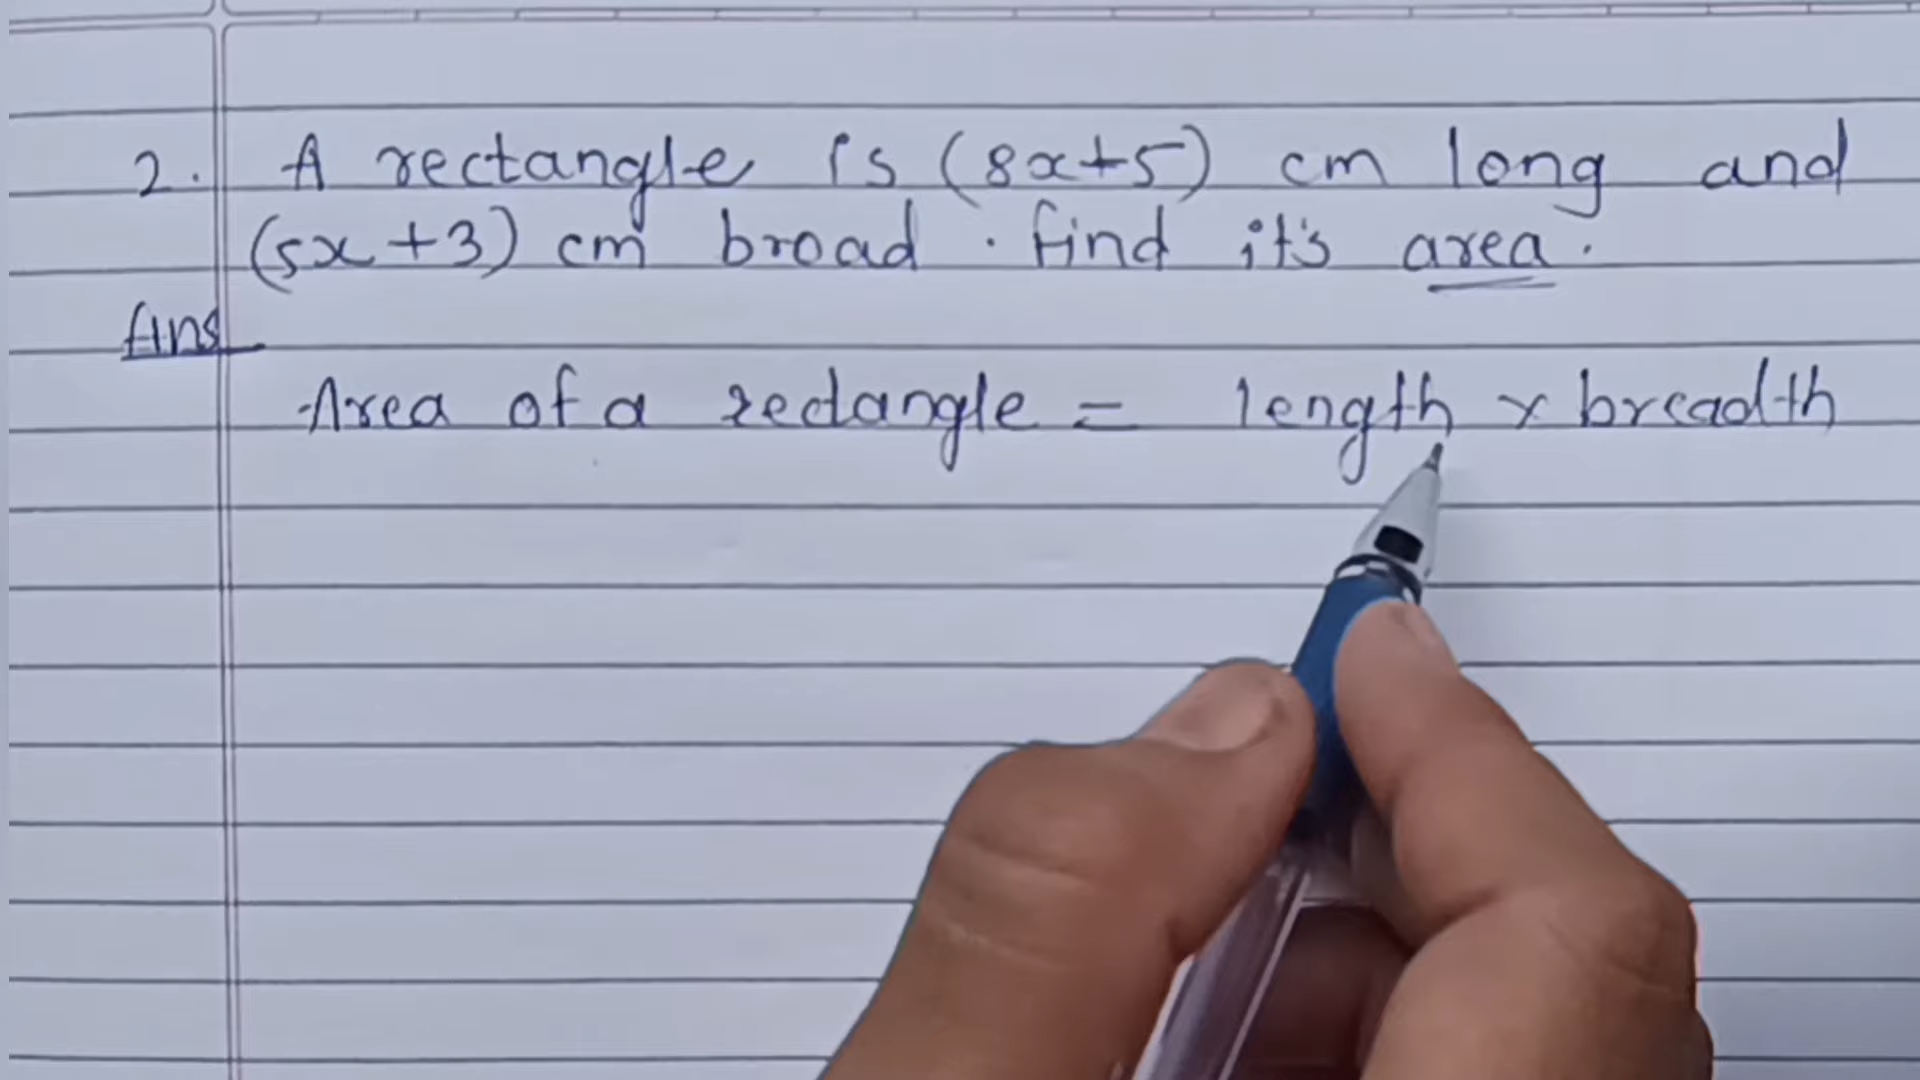 2. A rectangle is (8x+5) cm long and
(5x+3) cm broad. Find it's area.
Ans
Area of a rectangle = length × breadth